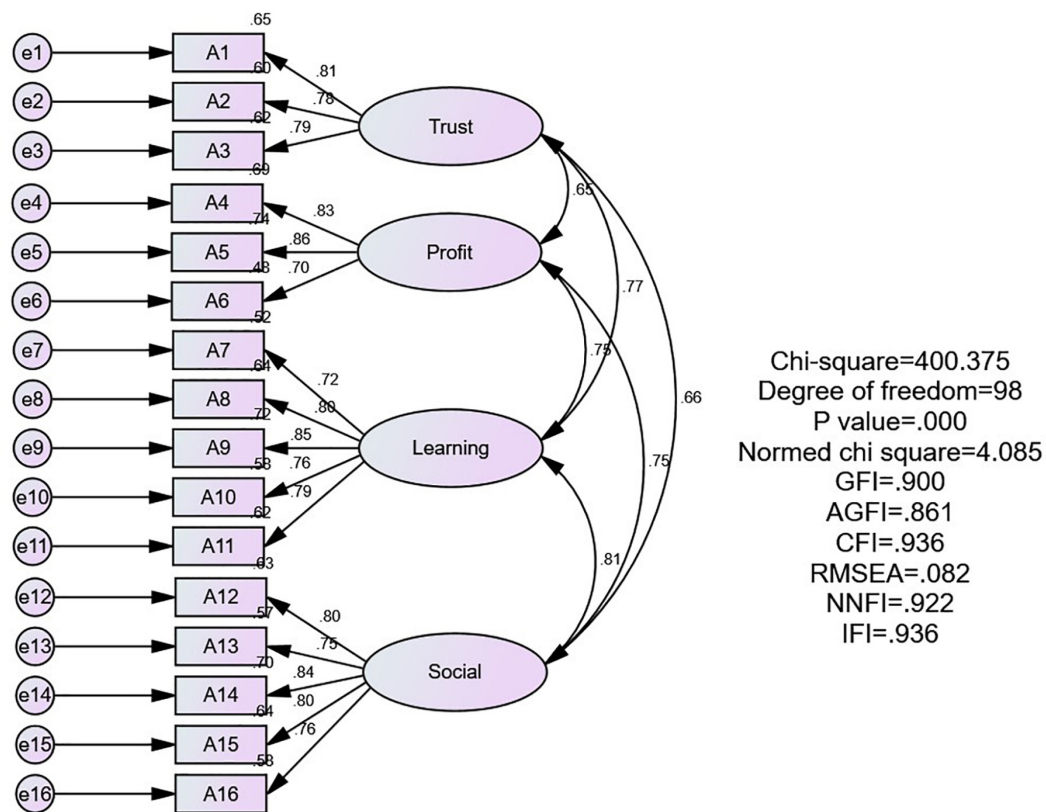 .65
e1 A1
.81
.60
e2 A2
.78
Trust
.62
.79
e3 A3
.69
.65
e4 A4
.83
.74
.86
e5 A5
Profit
.48
.70
e6 A6
.77
.52
e7 A7
.75
.64
.72
e8 A8
.80
.66
.72
.85
e9 A9
Learning
.58
.76
.75
e10 A10
.79
.62
e11 A11
.81
.63
e12 A12
.80
.57
.75
e13 A13
.70
.84
Social
e14 A14
.80
.64
.76
e15 A15
.58
e16 A16
Chi-square=400.375
Degree of freedom=98
P value=.000
Normed chi square=4.085
GFI=.900
AGFI=.861
CFI=.936
RMSEA=.082
NNFI=.922
IFI=.936